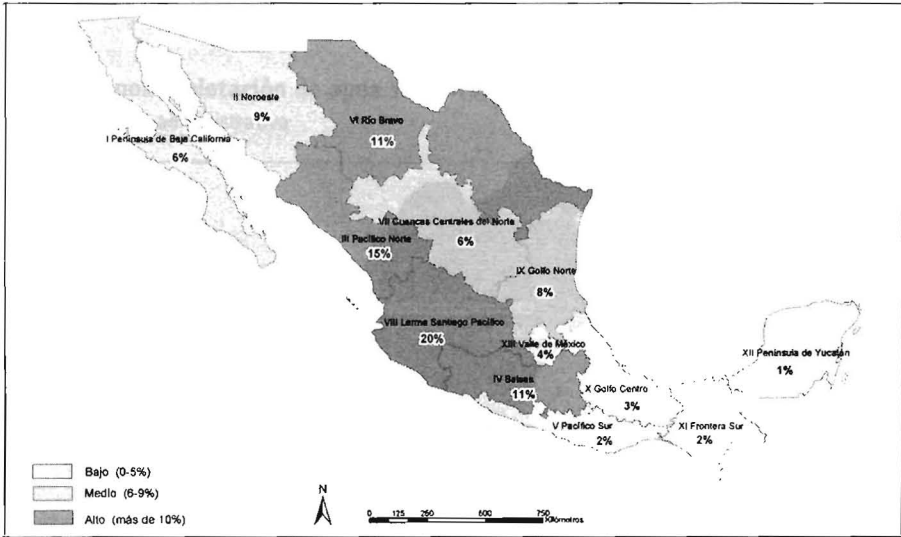 II Noroeste
9%
I Península de Baja California
6%
VI Río Bravo
11%
VII Cuencas Centrales del Norte
6%
III Pacífico Norte
15%
IX Golfo Norte
8%
VIII Lerma Santiago Pacífico
20%
XIII Valle de México
4%
XII Península de Yucatán
1%
IV Balsas
11%
X Golfo Centro
3%
V Pacífico Sur
2%
XI Frontera Sur
2%
Bajo (0-5%)
Medio (6-9%)
Alto (más de 10%)
N
0 125 250 500 750
Kilómetros